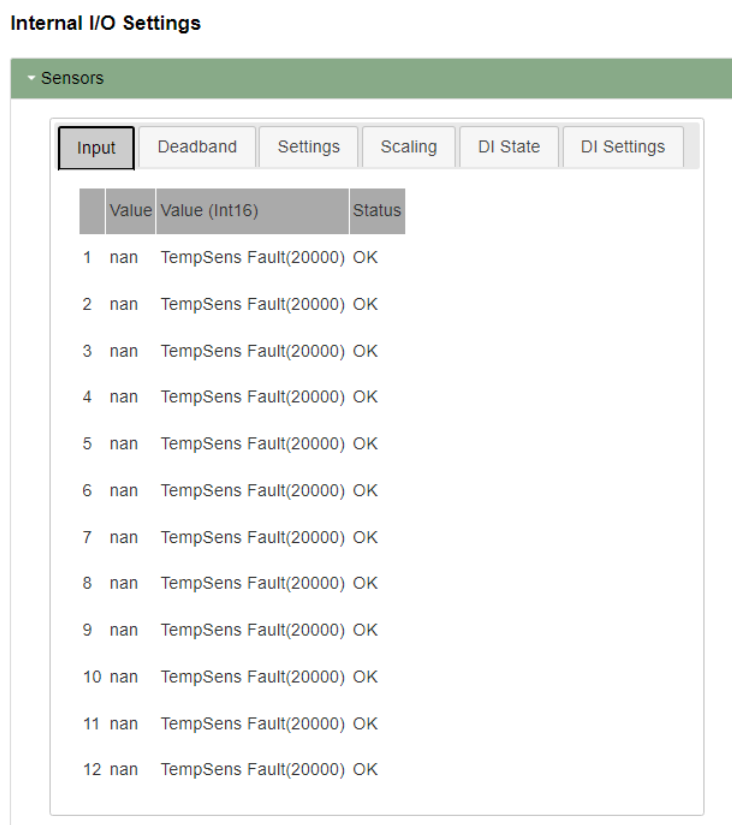 Internal I/O Settings
Sensors
Input Deadband Settings Scaling DI State DI Settings
Value Value (Int16) Status
1 nan TempSens Fault(20000) OK
2 nan TempSens Fault(20000) OK
3 nan TempSens Fault(20000) OK
4 nan TempSens Fault(20000) OK
5 nan TempSens Fault(20000) OK
6 nan TempSens Fault(20000) OK
7 nan TempSens Fault(20000) OK
8 nan TempSens Fault(20000) OK
9 nan TempSens Fault(20000) OK
10 nan TempSens Fault(20000) OK
11 nan TempSens Fault(20000) OK
12 nan TempSens Fault(20000) OK